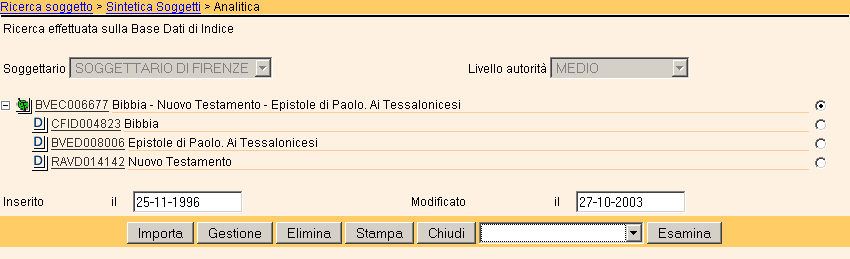 Ricerca soggetto > Sintetica Soggetti > Analitica
Ricerca effettuata sulla Base Dati di Indice
Soggettario SOGGETTARIO DI FIRENZE Livello autorità MEDIO
BVEC006677 Bibbia - Nuovo Testamento - Epistole di Paolo. Ai Tessalonicesi
D CFID004823 Bibbia
D BVED008006 Epistole di Paolo. Ai Tessalonicesi
D RAVD014142 Nuovo Testamento
Inserito il 25-11-1996 Modificato il 27-10-2003
Importa Gestione Elimina Stampa Chiudi Esamina